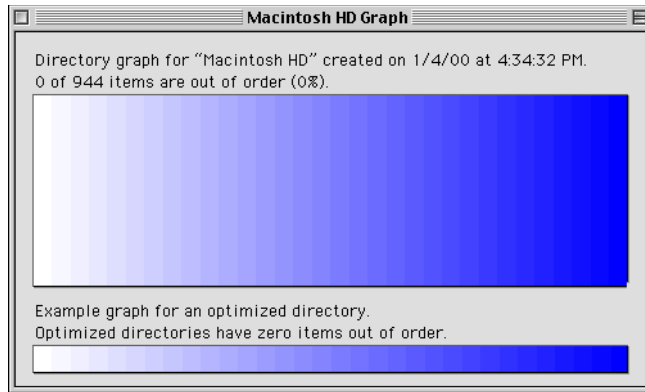 Macintosh HD Graph
Directory graph for “Macintosh HD” created on 1/4/00 at 4:34:32 PM.
0 of 944 items are out of order (0%).
Example graph for an optimized directory.
Optimized directories have zero items out of order.